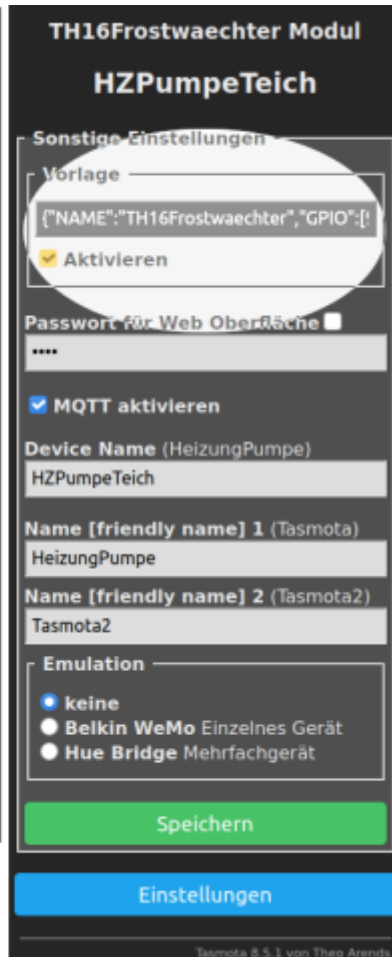 TH16Frostwaechter Modul
HZPumpeTeich
Sonstige Einstellungen
Vorlage
{"NAME":"TH16Frostwaechter","GPIO":[
Aktivieren
Passwort für Web Oberfläche
••••
MQTT aktivieren
Device Name (HeizungPumpe)
HZPumpeTeich
Name [friendly name] 1 (Tasmota)
HeizungPumpe
Name [friendly name] 2 (Tasmota2)
Tasmota2
Emulation
keine
Belkin WeMo Einzelnes Gerät
Hue Bridge Mehrfachgerät
Speichern
Einstellungen
Tasmota 8.5.1 von Theo Arends